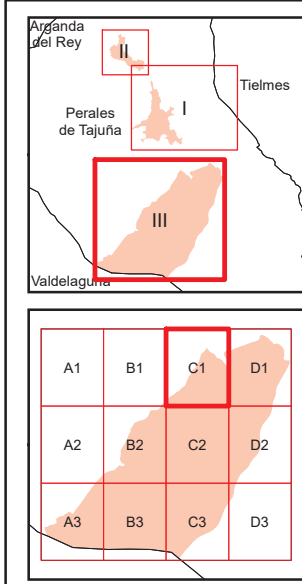 Arganda
del Rey
II
Tielmes
I
Perales
de Tajuña
III
Valdelaguna
A1 B1 C1 D1
A2 B2 C2 D2
A3 B3 C3 D3